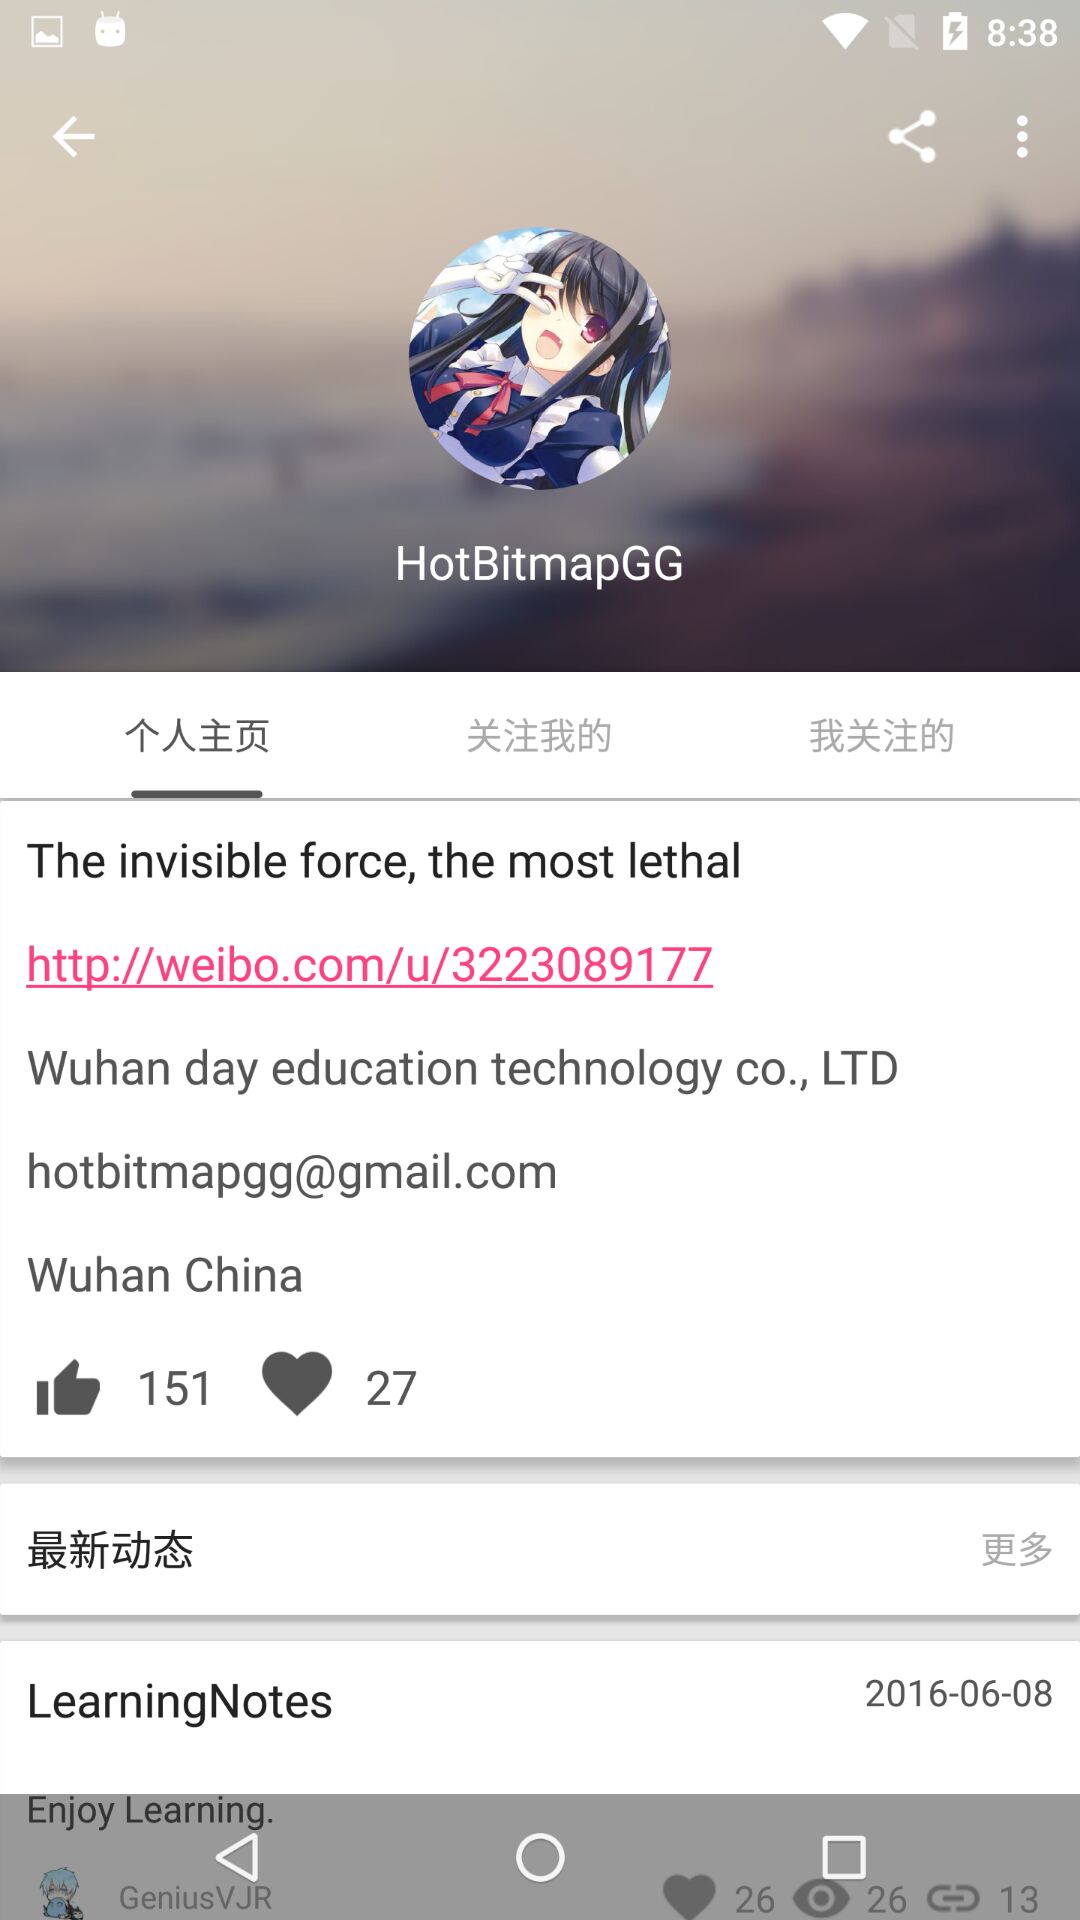 8:38
HotBitmapGG
个人主页 关注我的 我关注的
The invisible force, the most lethal
http://weibo.com/u/3223089177
Wuhan day education technology co., LTD
hotbitmapgg@gmail.com
Wuhan China
151 27
最新动态 更多
LearningNotes 2016-06-08
Enjoy Learning.
GeniusVJR 26 26 13